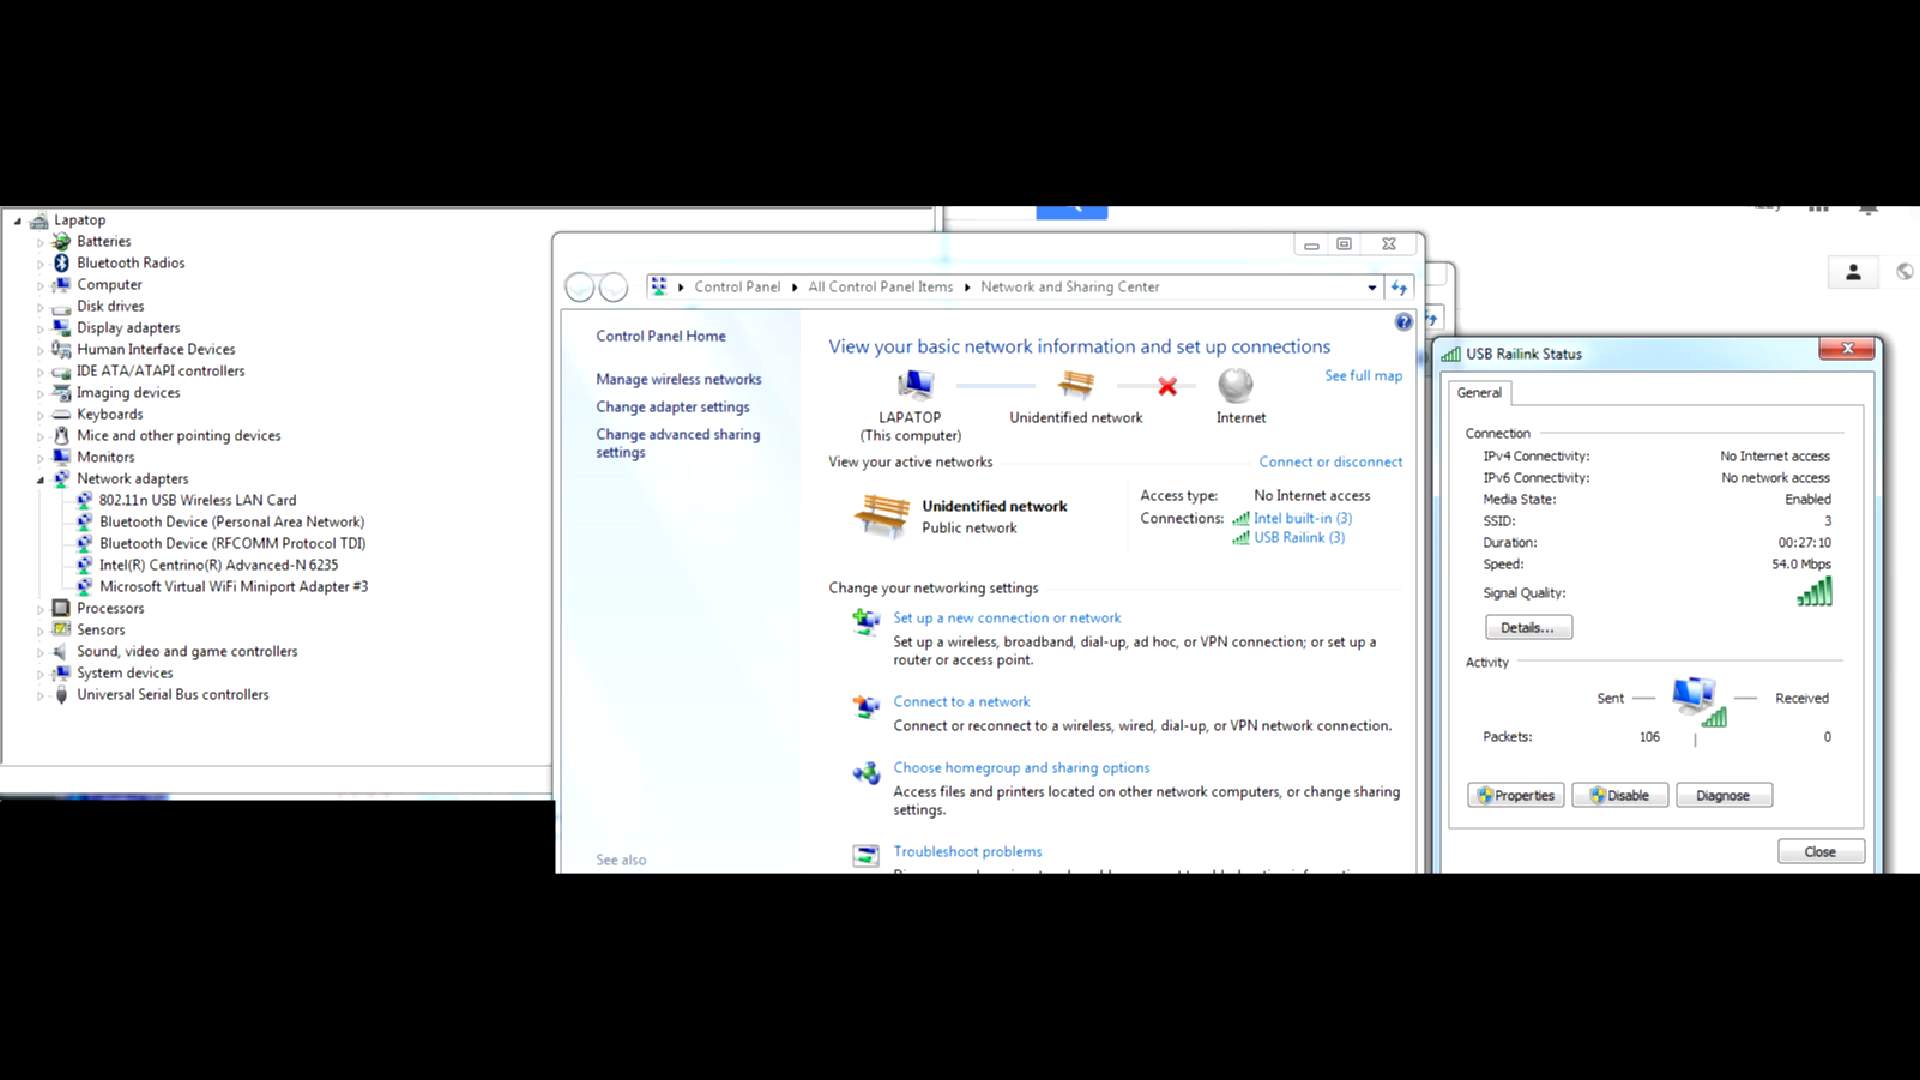 Lapatop
Batteries
Bluetooth Radios
Computer
Disk drives
Display adapters
Human Interface Devices
IDE ATA/ATAPI controllers
Imaging devices
Keyboards
Mice and other pointing devices
Monitors
Network adapters
802.11n USB Wireless LAN Card
Bluetooth Device (Personal Area Network)
Bluetooth Device (RFCOMM Protocol TDI)
Intel(R) Centrino(R) Advanced-N 6235
Microsoft Virtual WiFi Miniport Adapter #3
Processors
Sensors
Sound, video and game controllers
System devices
Universal Serial Bus controllers
Control Panel
All Control Panel Items
Network and Sharing Center
Control Panel Home
Manage wireless networks
Change adapter settings
Change advanced sharing
settings
See also
View your basic network information and set up connections
See full map
LAPATOP
(This computer)
Unidentified network
Internet
View your active networks
Connect or disconnect
Unidentified network
Public network
Access type: No Internet access
Connections: Intel built-in (3)
USB Railink (3)
Change your networking settings
Set up a new connection or network
Set up a wireless, broadband, dial-up, ad hoc, or VPN connection; or set up a
router or access point.
Connect to a network
Connect or reconnect to a wireless, wired, dial-up, or VPN network connection.
Choose homegroup and sharing options
Access files and printers located on other network computers, or change sharing
settings.
Troubleshoot problems
USB Railink Status
General
Connection
IPv4 Connectivity: No Internet access
IPv6 Connectivity: No network access
Media State: Enabled
SSID: 3
Duration: 00:27:10
Speed: 54.0 Mbps
Signal Quality:
Details...
Activity
Sent
Received
Packets: 106 0
Properties
Disable
Diagnose
Close